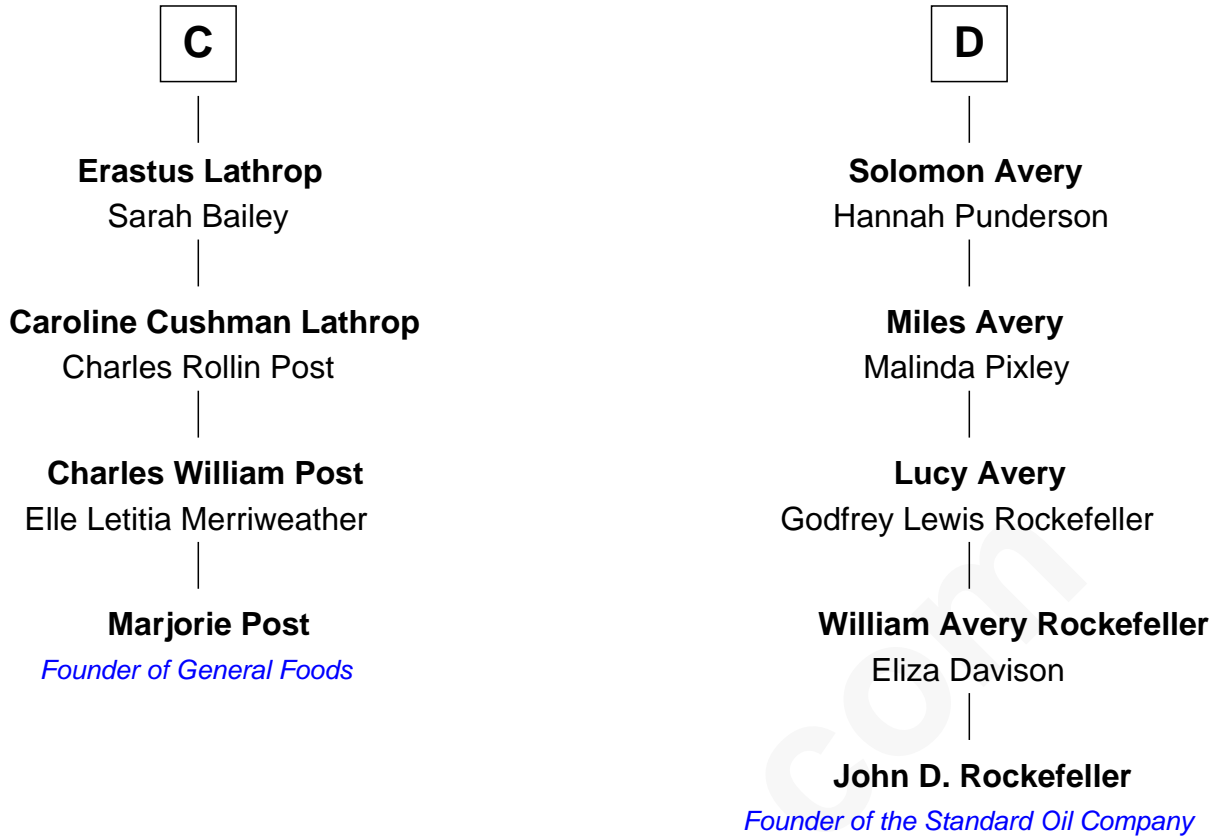 C
Erastus Lathrop
Sarah Bailey
Caroline Cushman Lathrop
Charles Rollin Post
Charles William Post
Elle Letitia Merriweather
Marjorie Post
Founder of General Foods
D
Solomon Avery
Hannah Punderson
Miles Avery
Malinda Pixley
Lucy Avery
Godfrey Lewis Rockefeller
William Avery Rockefeller
Eliza Davison
John D. Rockefeller
Founder of the Standard Oil Company
com